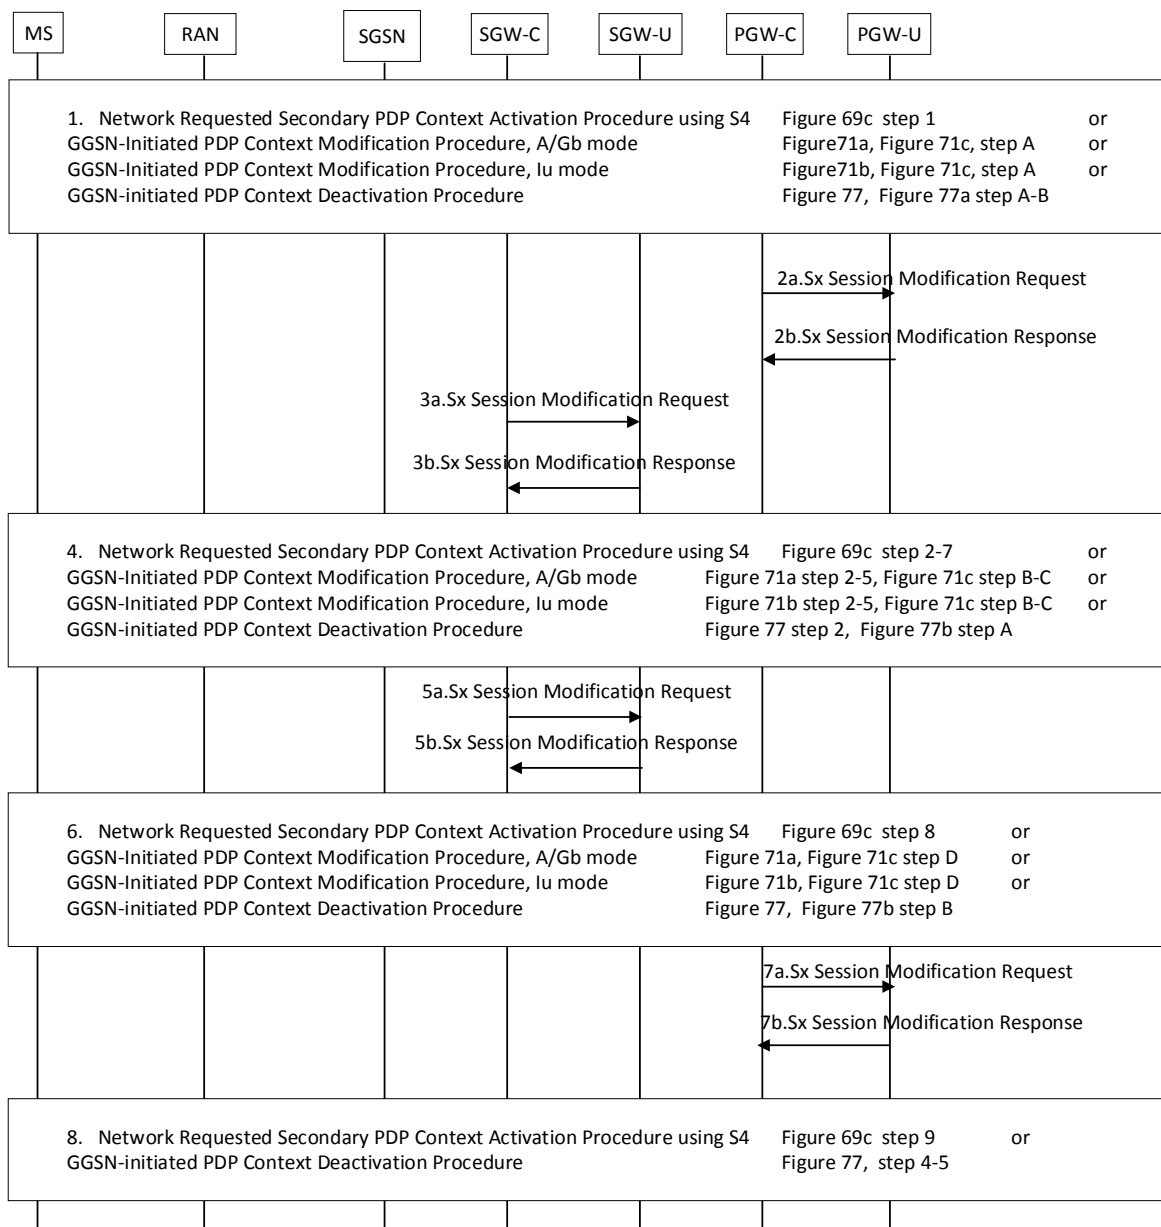 MS RAN SGSN SGW-C SGW-U PGW-C PGW-U
1. Network Requested Secondary PDP Context Activation Procedure using S4 Figure 69c step 1 or
GGSN-Initiated PDP Context Modification Procedure, A/Gb mode Figure71a, Figure 71c, step A or
GGSN-Initiated PDP Context Modification Procedure, Iu mode Figure71b, Figure 71c, step A or
GGSN-initiated PDP Context Deactivation Procedure Figure 77, Figure 77a step A-B
2a.Sx Session Modification Request
2b.Sx Session Modification Response
3a.Sx Session Modification Request
3b.Sx Session Modification Response
4. Network Requested Secondary PDP Context Activation Procedure using S4 Figure 69c step 2-7 or
GGSN-Initiated PDP Context Modification Procedure, A/Gb mode Figure 71a step 2-5, Figure 71c step B-C or
GGSN-Initiated PDP Context Modification Procedure, Iu mode Figure 71b step 2-5, Figure 71c step B-C or
GGSN-initiated PDP Context Deactivation Procedure Figure 77 step 2, Figure 77b step A
5a.Sx Session Modification Request
5b.Sx Session Modification Response
6. Network Requested Secondary PDP Context Activation Procedure using S4 Figure 69c step 8 or
GGSN-Initiated PDP Context Modification Procedure, A/Gb mode Figure 71a, Figure 71c step D or
GGSN-Initiated PDP Context Modification Procedure, Iu mode Figure 71b, Figure 71c step D or
GGSN-initiated PDP Context Deactivation Procedure Figure 77, Figure 77b step B
7a.Sx Session Modification Request
7b.Sx Session Modification Response
8. Network Requested Secondary PDP Context Activation Procedure using S4 Figure 69c step 9 or
GGSN-initiated PDP Context Deactivation Procedure Figure 77, step 4-5